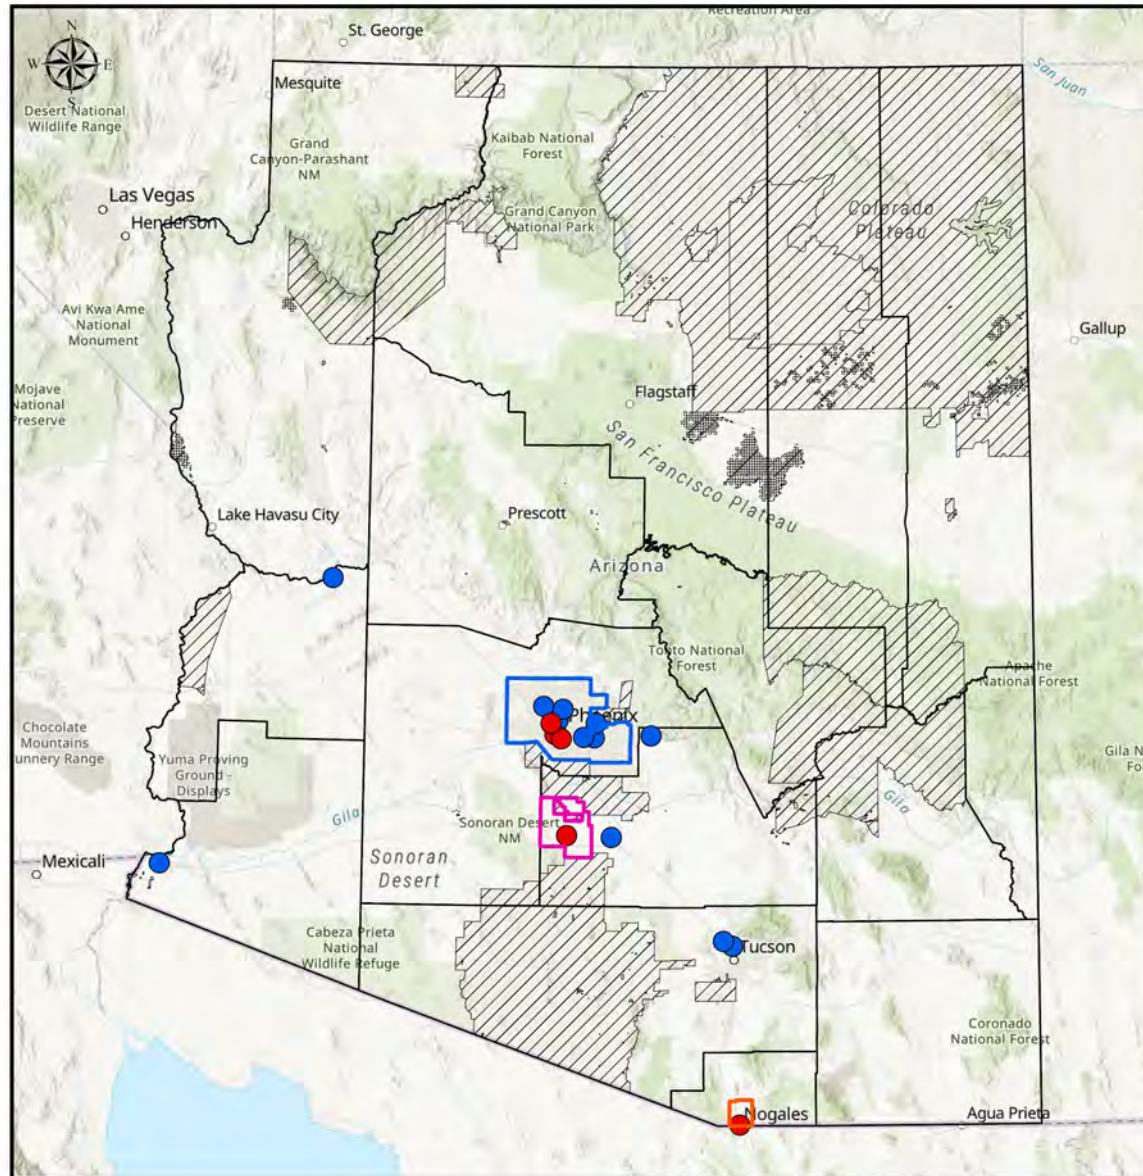 Recreation Area
N
St. George
W
E
S
San Juan
Mesquite
Desert National
Wildlife Range
Kaibab National
Forest
Grand
Canyon-Parashant
NM
Las Vegas
Henderson
Grand Canyon
National Park
Colorado
Plateau
Avi Kwa Ame
National
Monument
Gallup
Mojave
National
Preserve
Flagstaff
San Francisco Plateau
Lake Havasu City
Prescott
Arizona
Tonto National
Forest
Apache
National Forest
Phoenix
Chocolate
Mountains
unnery Range
Yuma Proving
Ground -
Displays
Gila N
Fo
Gila
Gila
Sonoran Desert
NM
Mexicali
Sonoran
Desert
Cabeza Prieta
National
Wildlife Refuge
Tucson
Coronado
National Forest
Nogales
Agua Prieta